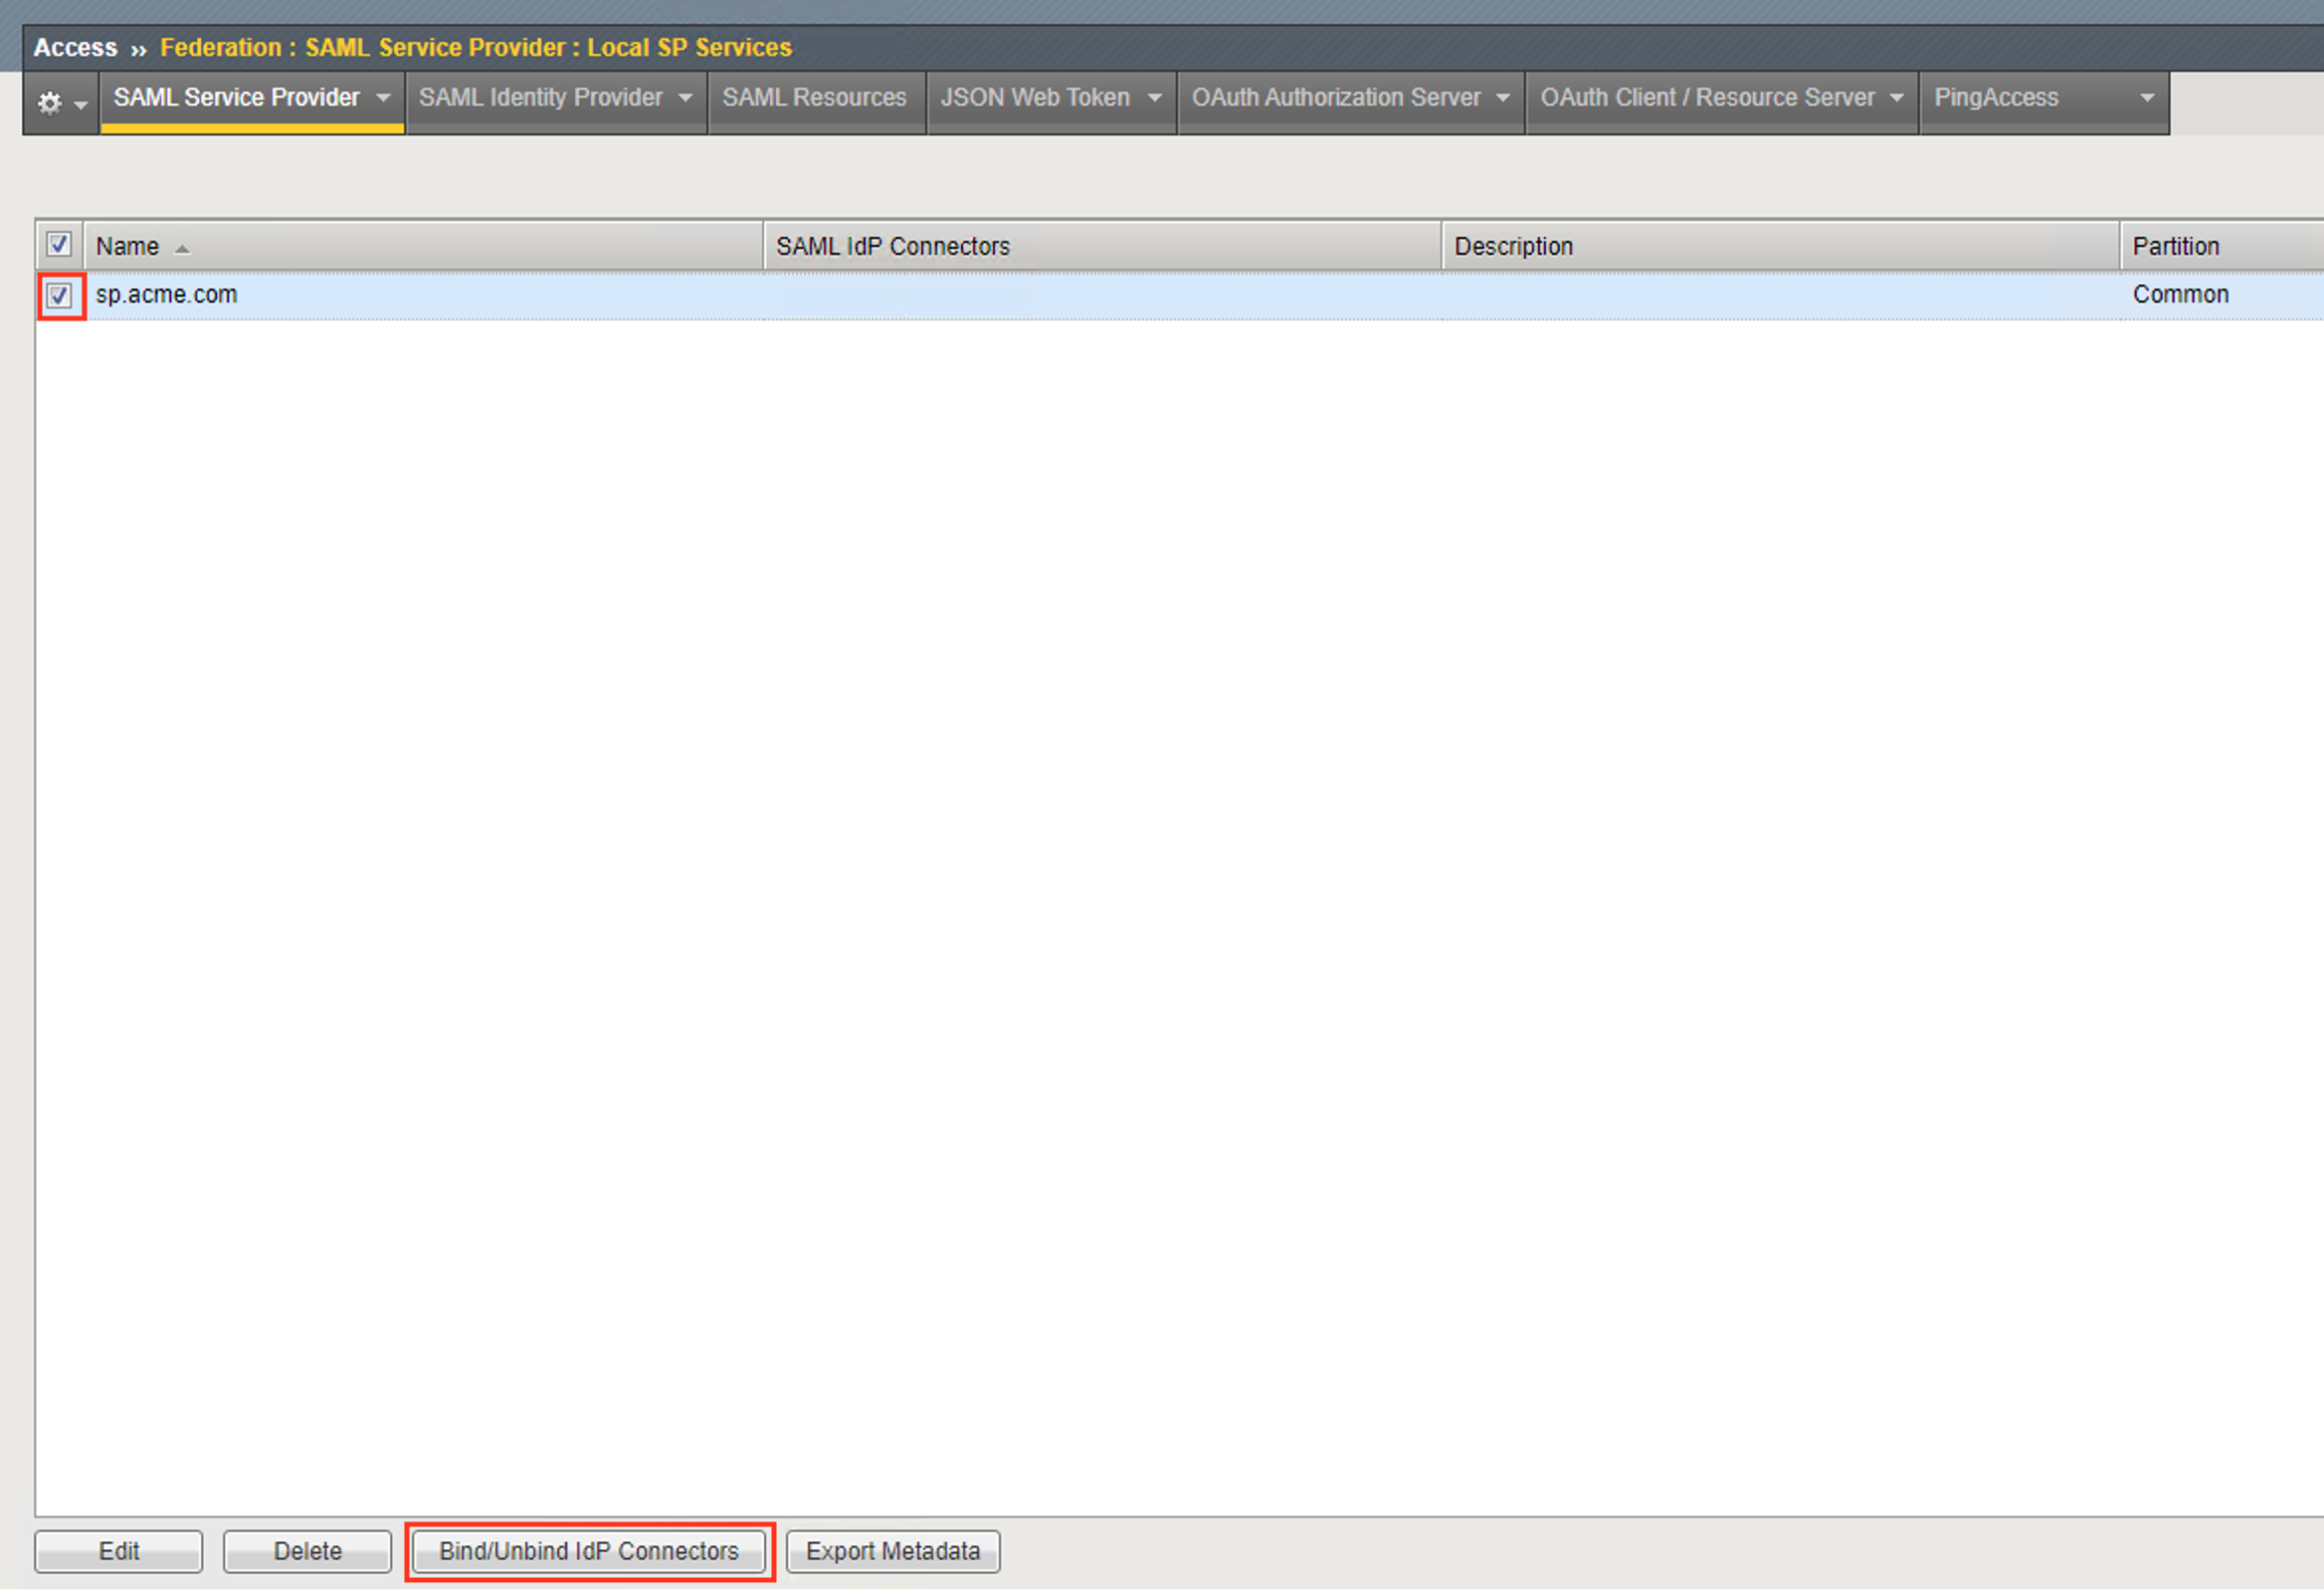 Access ›› Federation : SAML Service Provider : Local SP Services
SAML Service Provider SAML Identity Provider SAML Resources JSON Web Token OAuth Authorization Server OAuth Client / Resource Server PingAccess
Name SAML IdP Connectors Description Partition
sp.acme.com Common
Edit Delete Bind/Unbind IdP Connectors Export Metadata